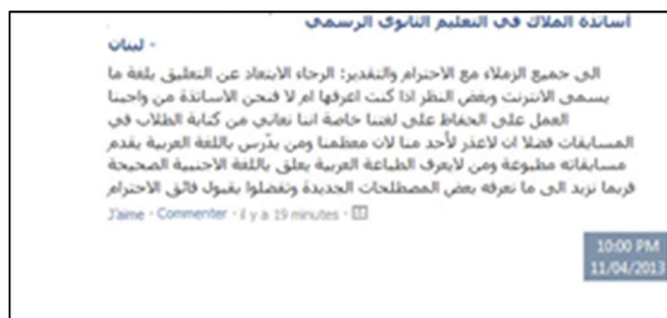 اساتذة الملاك في التعليم الثانوي الرسمي
- لبنان
الى جميع الزملاء مع الاحترام والتقدير: الرجاء الابتعاد عن التعليق بلغة ما
يسمى الانترنت وبغض النظر اذا كنت اعرفها ام لا فنحن الاساتذة من واجبنا
العمل على الحفاظ على لغتنا خاصة اننا نعاني من كتابة الطلاب في
المسابقات فضلا ان لاعذر لأحد منا لان معظمنا ومن يدّرس باللغة العربية يقدم
مسابقاته مطبوعة ومن لايعرف الطباعة العربية يعلق باللغة الاجنبية الصحيحة
فربما نزيد الى ما نعرفه بعض المصطلحات الجديدة وتفضلوا بقبول فائق الاحترام
J'aime · Commenter · il y a 19 minutes ·
10:00 PM
11/04/2013